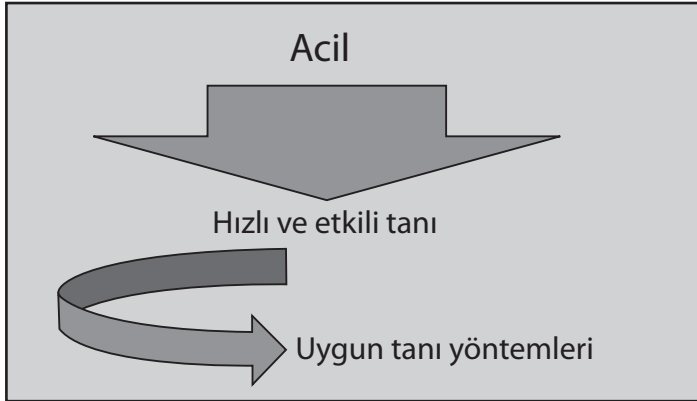 Acil
Hızlı ve etkili tanı
Uygun tanı yöntemleri